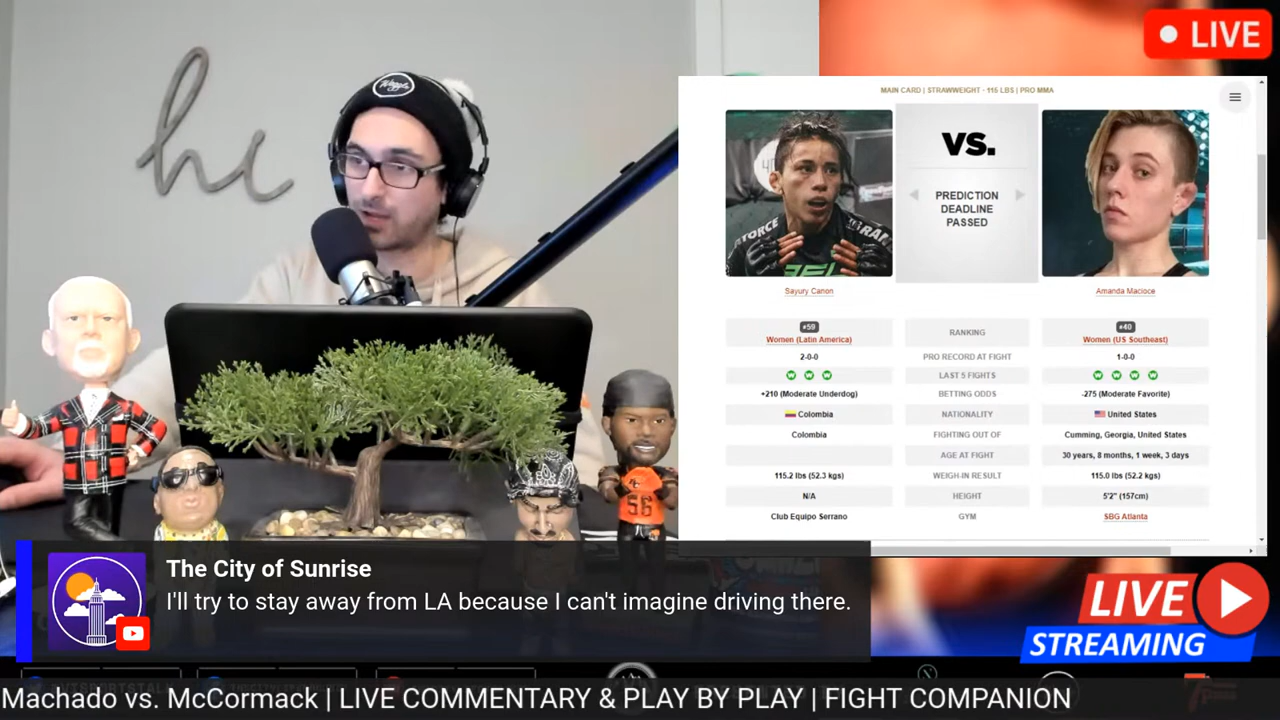 LIVE
hi
MAIN CARD | STRAWWEIGHT · 115 LBS | PRO MMA
VS.
PREDICTION
DEADLINE
PASSED
Sayury Canon
Amanda Macioce
#59
Women (Latin America)
RANKING
#40
Women (US Southeast)
2-0-0
PRO RECORD AT FIGHT
1-0-0
W W W
LAST 5 FIGHTS
W W W W
+210 (Moderate Underdog)
BETTING ODDS
-275 (Moderate Favorite)
Colombia
NATIONALITY
United States
Colombia
FIGHTING OUT OF
Cumming, Georgia, United States
AGE AT FIGHT
30 years, 8 months, 1 week, 3 days
115.2 lbs (52.3 kgs)
WEIGH-IN RESULT
115.0 lbs (52.2 kgs)
N/A
HEIGHT
5'2" (157cm)
Club Equipo Serrano
GYM
SBG Atlanta
56
The City of Sunrise
I'll try to stay away from LA because I can't imagine driving there.
LIVE
STREAMING
Machado vs. McCormack | LIVE COMMENTARY & PLAY BY PLAY | FIGHT COMPANION